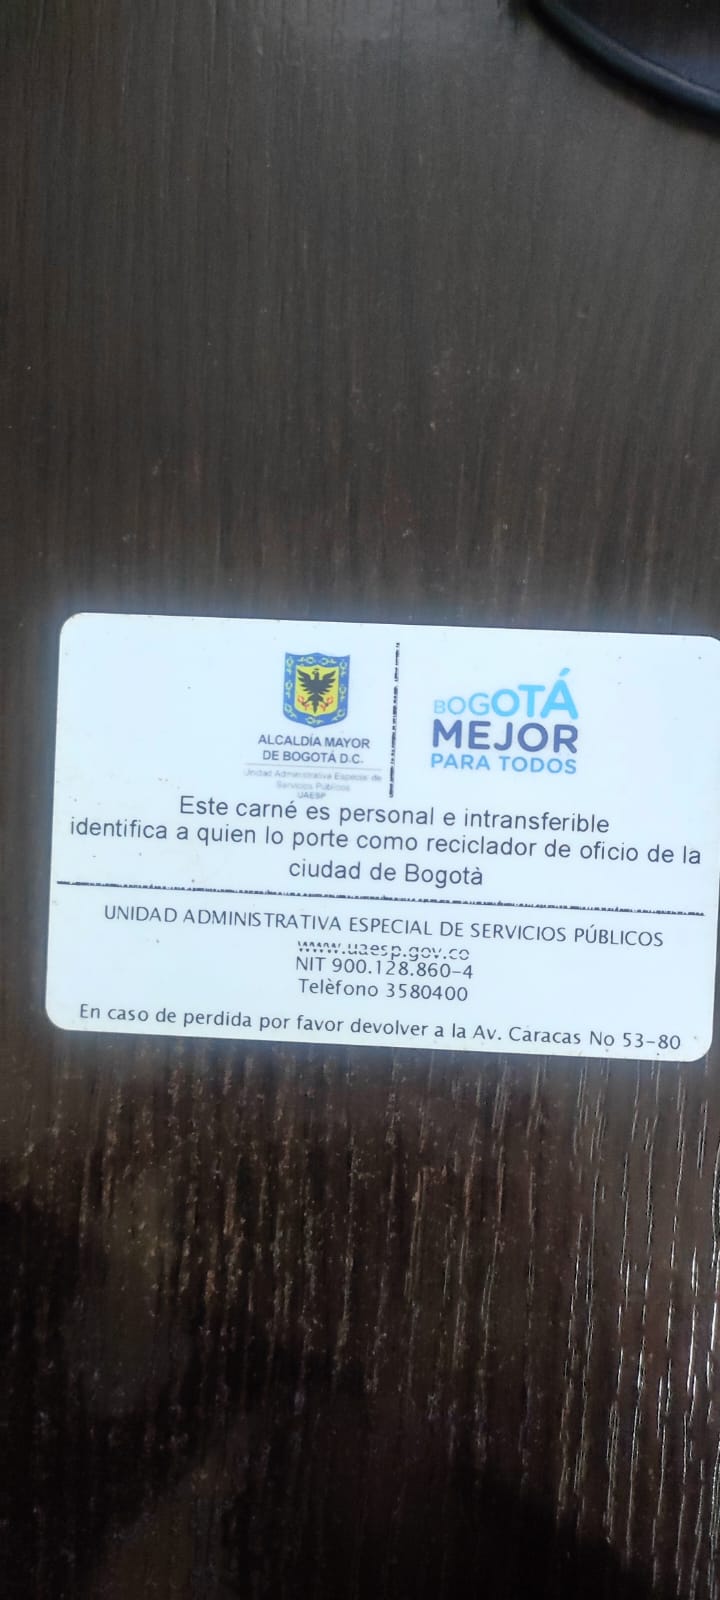 ALCALDÍA MAYOR
DE BOGOTÁ D.C.
Unidad Administrativa Especial de
Servicios Públicos
UAESP
BOGOTÁ
MEJOR
PARA TODOS
Este carné es personal e intransferible
identifica a quien lo porte como reciclador de oficio de la
ciudad de Bogotà
UNIDAD ADMINISTRATIVA ESPECIAL DE SERVICIOS PÚBLICOS
www.uaesp.gov.co
NIT 900.128.860-4
Telèfono 3580400
En caso de perdida por favor devolver a la Av. Caracas No 53-80